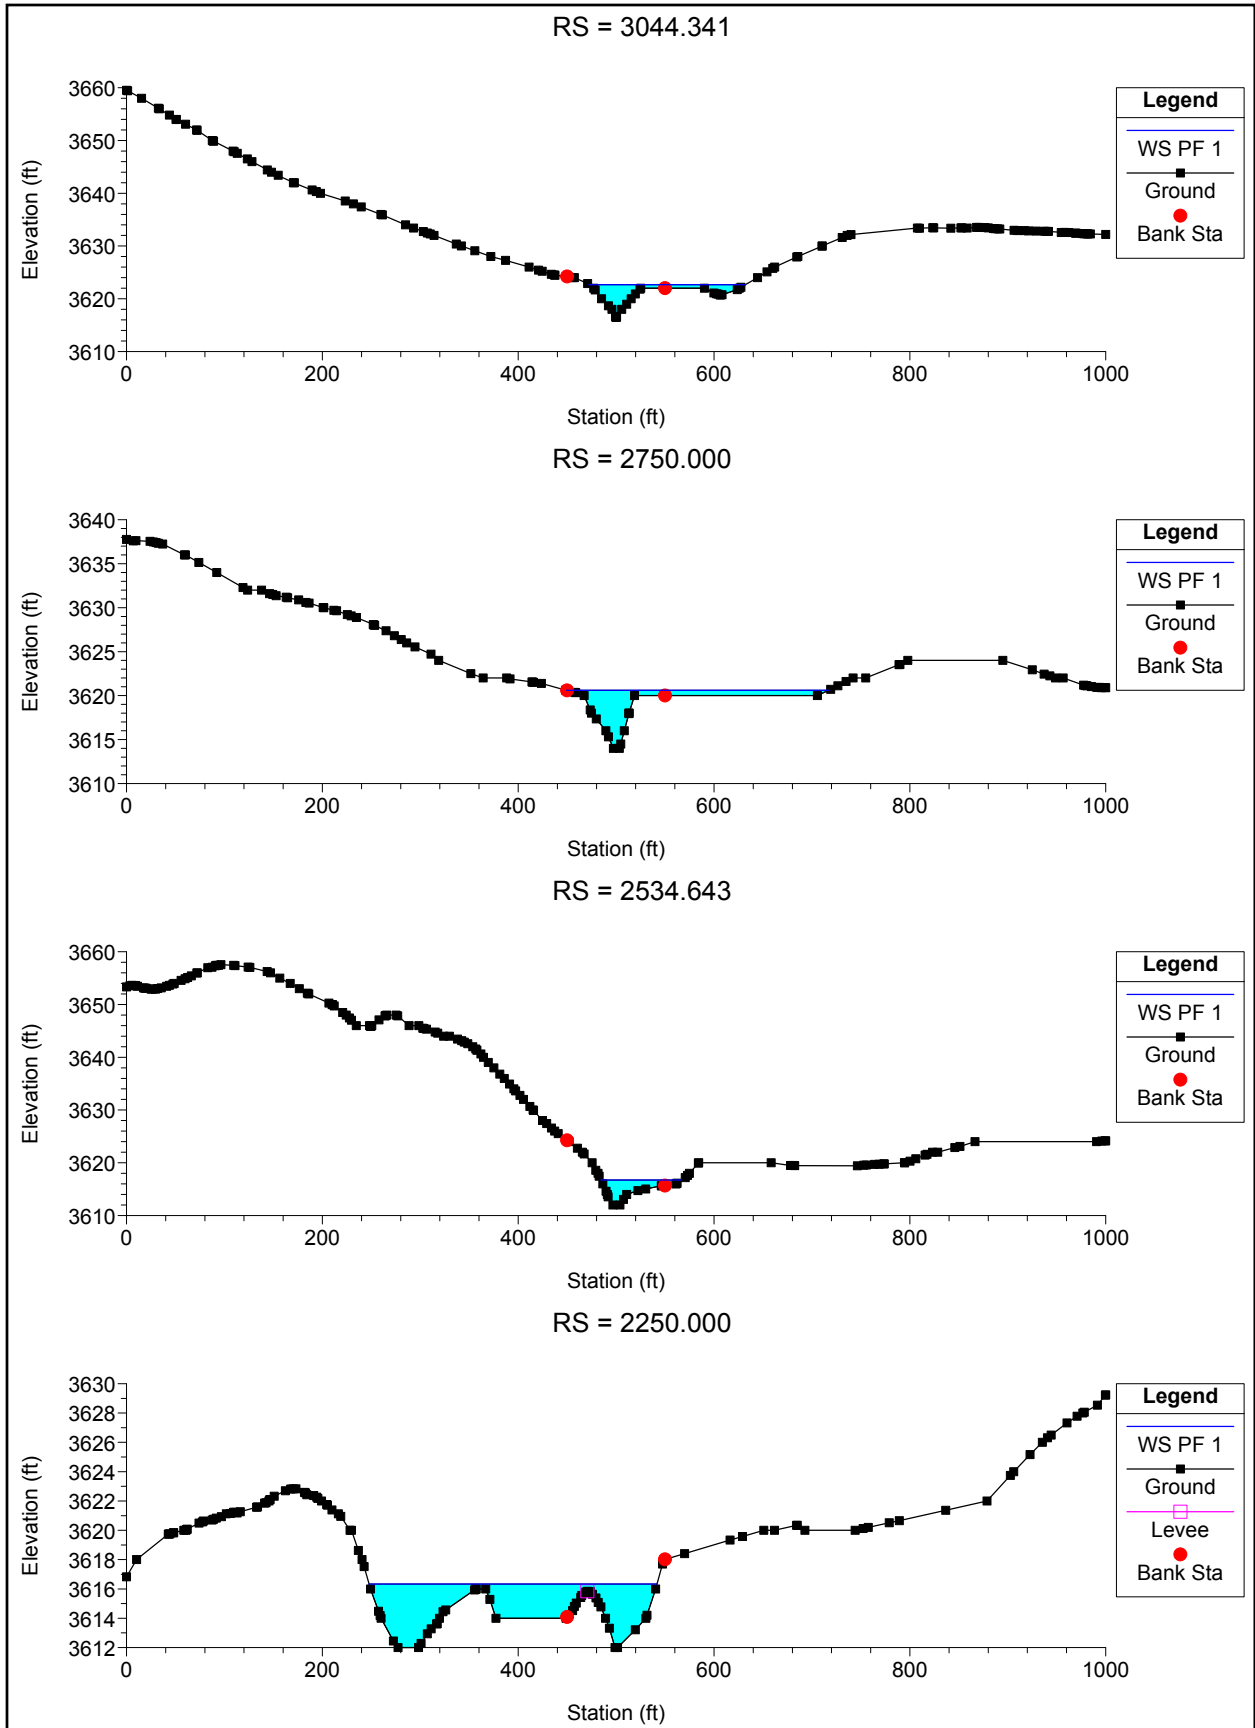 RS = 3044.341
Elevation (ft)
3660
3650
3640
3630
3620
3610
0 200 400 600 800 1000
Station (ft)
Legend
WS PF 1
Ground
Bank Sta
RS = 2750.000
Elevation (ft)
3640
3635
3630
3625
3620
3615
3610
0 200 400 600 800 1000
Station (ft)
Legend
WS PF 1
Ground
Bank Sta
RS = 2534.643
Elevation (ft)
3660
3650
3640
3630
3620
3610
0 200 400 600 800 1000
Station (ft)
Legend
WS PF 1
Ground
Bank Sta
RS = 2250.000
Elevation (ft)
3630
3628
3626
3624
3622
3620
3618
3616
3614
3612
0 200 400 600 800 1000
Station (ft)
Legend
WS PF 1
Ground
Levee
Bank Sta